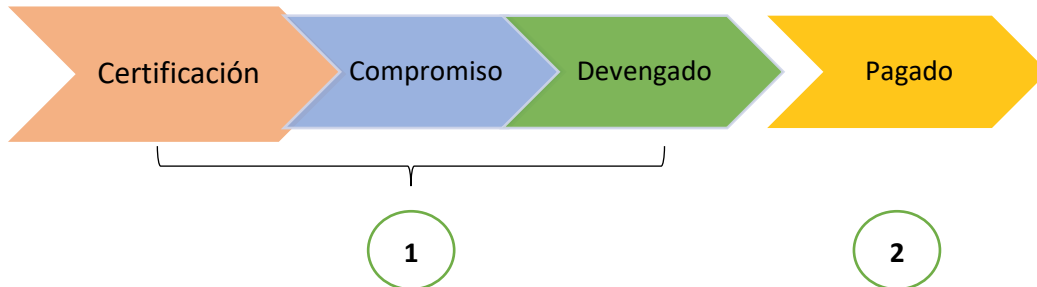 Certificación
Compromiso
Devengado
Pagado
1
2